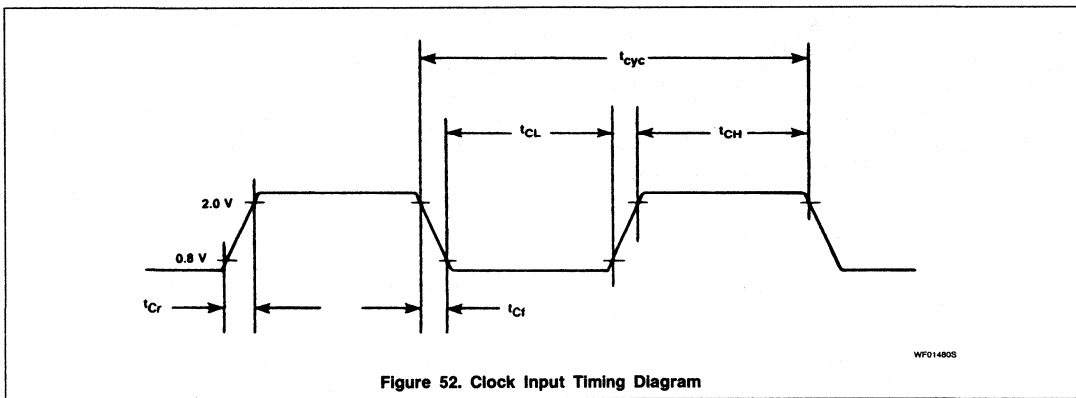 tcyc
tCL
tCH
2.0 V
0.8 V
tCr
tCf
WF01480S
Figure 52. Clock Input Timing Diagram